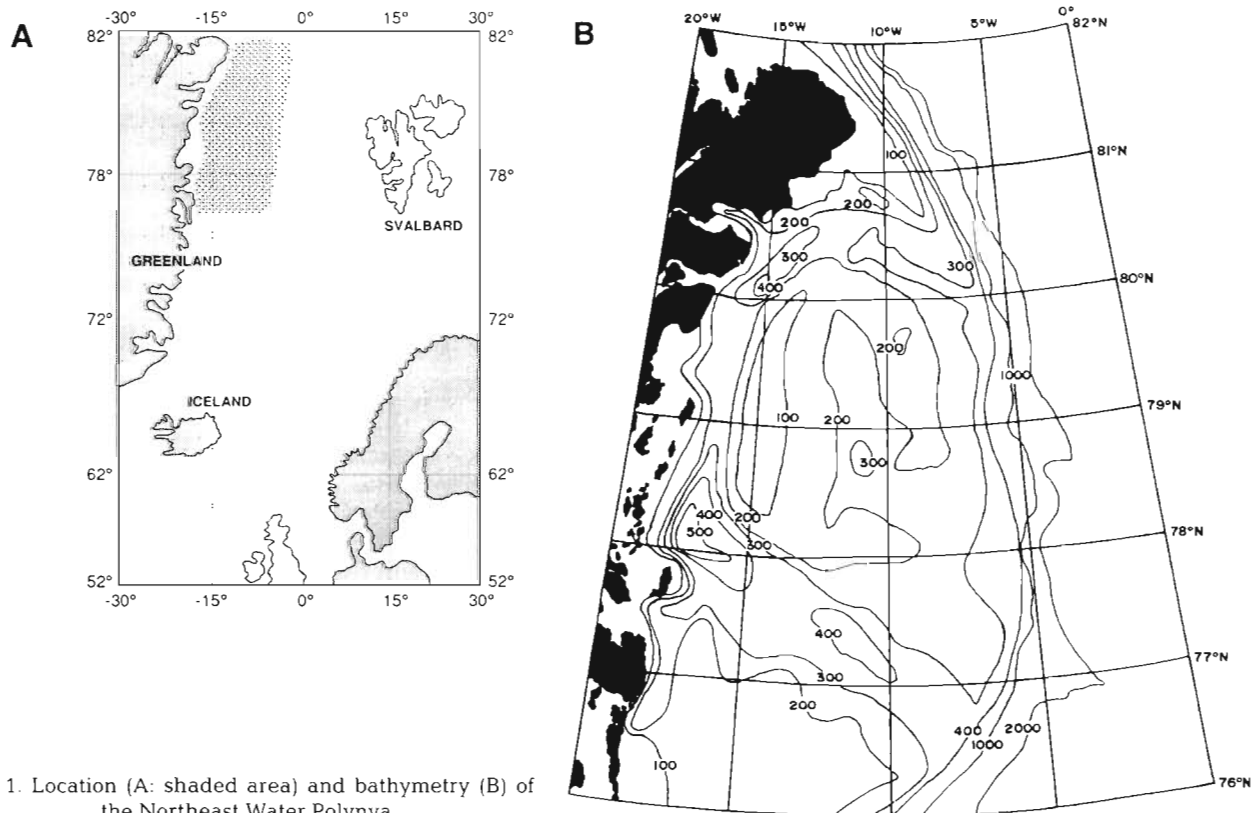 A
-30° -15° 0° 15° 30°
82° 82°
78° 78°
SVALBARD
GREENLAND
72° 72°
ICELAND
62° 62°
52° 52°
-30° -15° 0° 15° 30°
B
20°W 15°W 10°W 5°W 0°
82°N
100
81°N
200
200
300 300
400
80°N
200
1000
79°N
100 200
300
400 200
500 300
78°N
400
77°N
300
200
400 2000
1000
100
76°N
1. Location (A: shaded area) and bathymetry (B) of
the Northeast Water Polynya